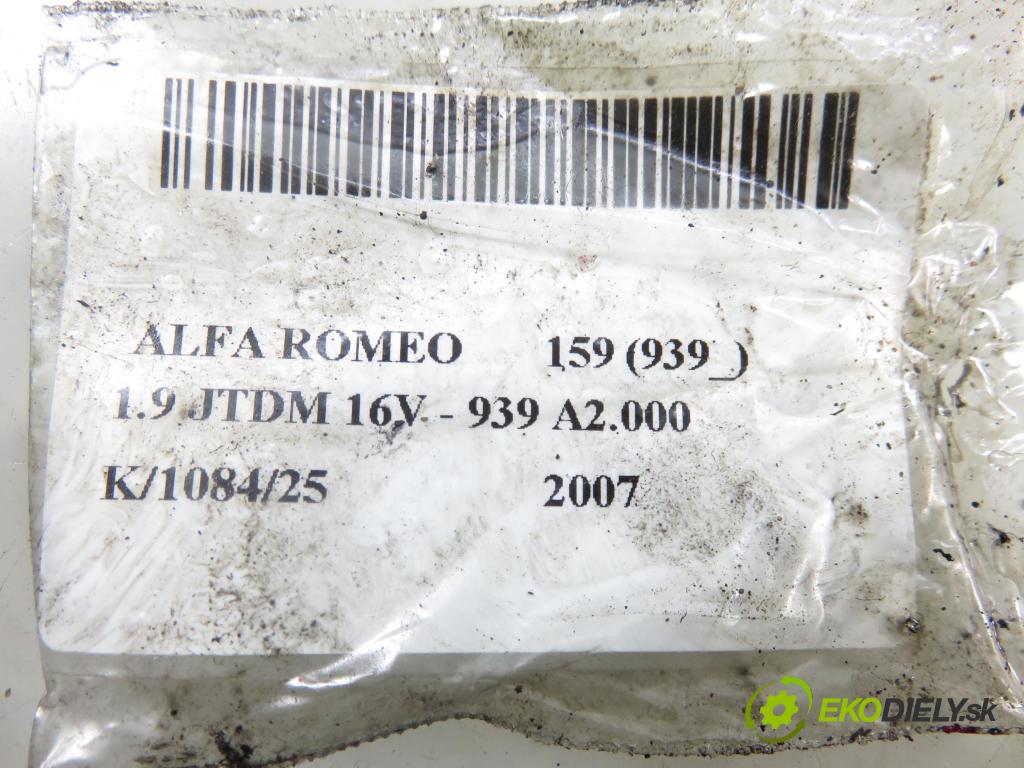 ALFA ROMEO 159 (939_)
1.9 JTDM 16V - 939 A2.000
K/1084/25 2007
EKODIELY.sk